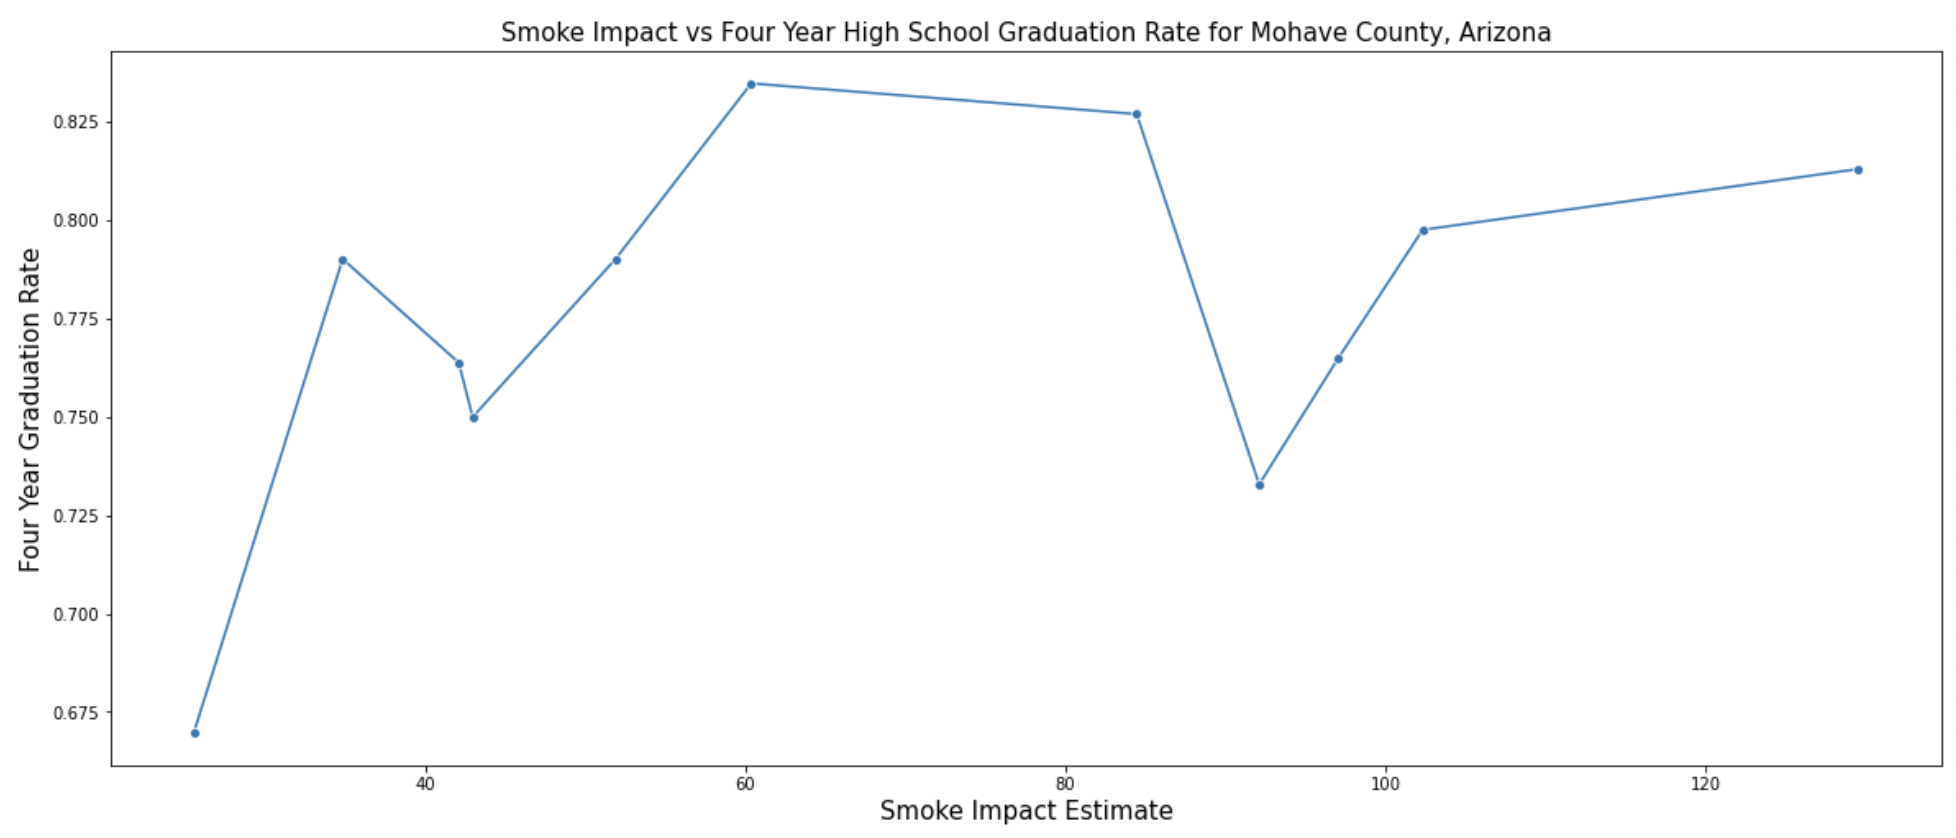 Smoke Impact vs Four Year High School Graduation Rate for Mohave County, Arizona
Four Year Graduation Rate
0.825
0.800
0.775
0.750
0.725
0.700
0.675
40 60 80 100 120
Smoke Impact Estimate